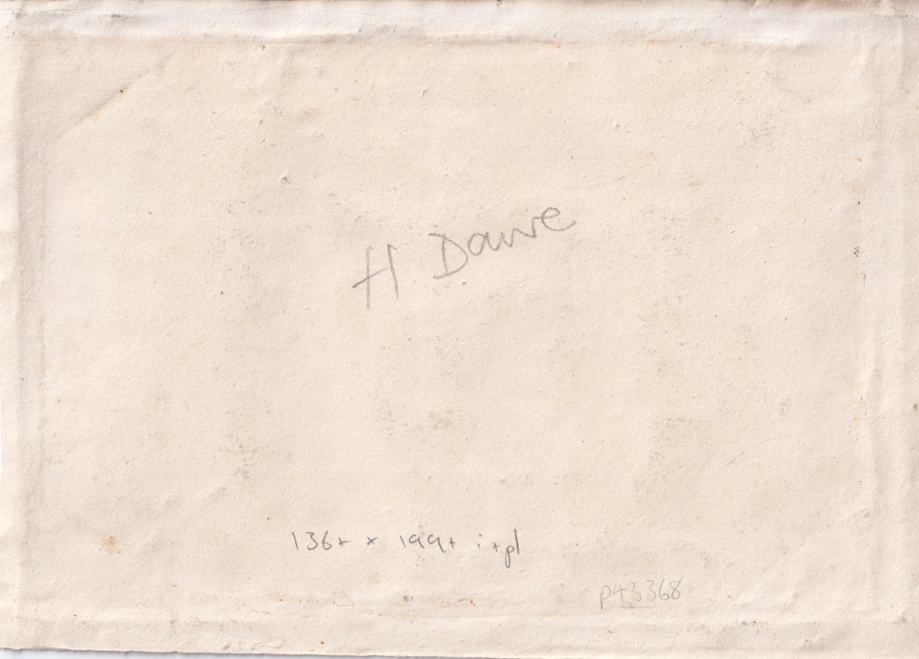 H Dawe
136+ × 199+ i+pl
P43368